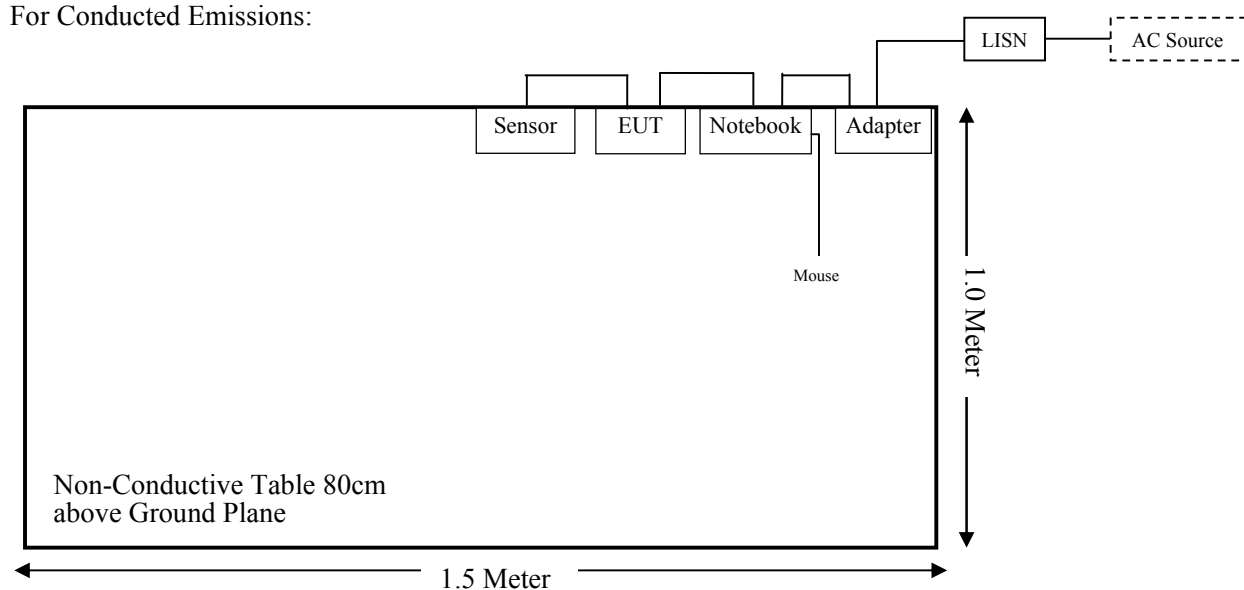 For Conducted Emissions:
LISN
AC Source
Sensor
EUT
Notebook
Adapter
Mouse
1.0 Meter
Non-Conductive Table 80cm
above Ground Plane
1.5 Meter